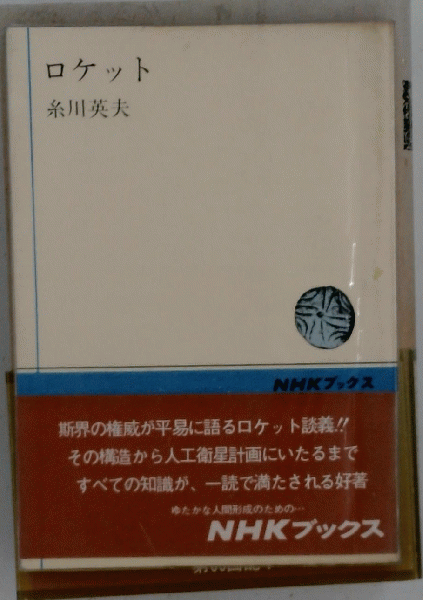 ロケット
糸川英夫
NHKブックス
斯界の権威が平易に語るロケット談義!!
その構造から人工衛星計画にいたるまで
すべての知識が、一読で満たされる好著
ゆたかな人間形成のための…
NHKブックス